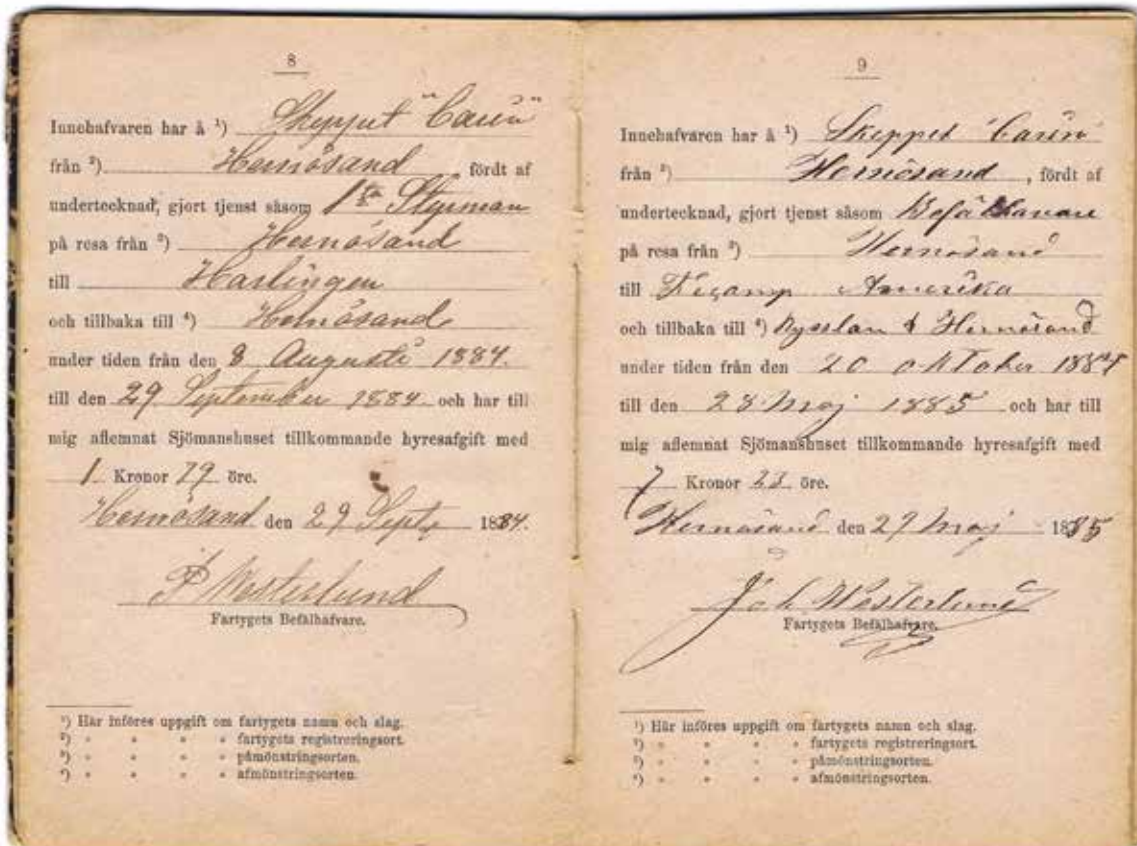 8
Innehafvaren har å ¹) Skeppet "Carin"
från ²) Hernösand, fördt af
undertecknad, gjort tjenst såsom 1sta Styrman
på resa från ³) Hernösand
till Harlingen
och tillbaka till ⁴) Hernösand
under tiden från den 8 Augusti 1884.
till den 29 September 1884 och har till
mig aflemnat Sjömanshuset tillkommande hyresafgift med
1 Kronor 79 öre.
Hernösand den 29 Sept. 1884.
Westerlund
Fartygets Befälhafvare.
¹) Här införes uppgift om fartygets namn och slag.
²) " " " " fartygets registreringsort.
³) " " " " påmönstringsorten.
⁴) " " " " afmönstringsorten.
9
Innehafvaren har å ¹) Skeppet "Carin"
från ²) Hernösand, fördt af
undertecknad, gjort tjenst såsom
på resa från ³) Hernösand
till Fecamp Amerika
och tillbaka till ⁴) Rysslan & Hernösand
under tiden från den 20 Oktober 1884
till den 28 Maj 1885 och har till
mig aflemnat Sjömanshuset tillkommande hyresafgift med
7 Kronor 23 öre.
Hernösand den 29 Maj 1885
Joh Westerlund
Fartygets Befälhafvare.
¹) Här införes uppgift om fartygets namn och slag.
²) " " " " fartygets registreringsort.
³) " " " " påmönstringsorten.
⁴) " " " " afmönstringsorten.